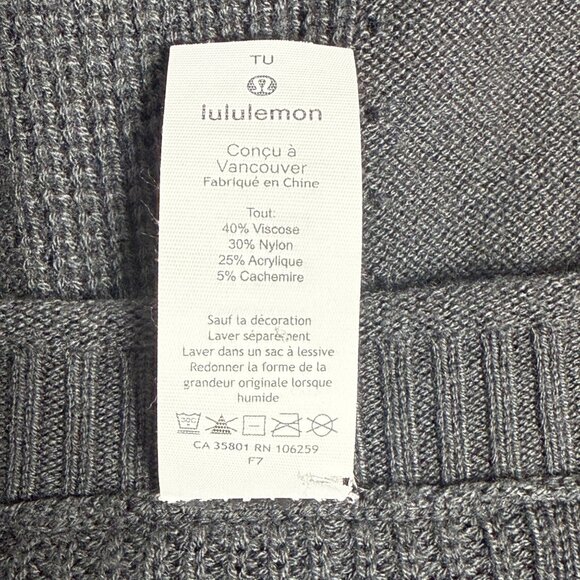 TU
lululemon
Conçu à
Vancouver
Fabriqué en Chine
Tout:
40% Viscose
30% Nylon
25% Acrylique
5% Cachemire
Sauf la décoration
Laver séparément
Laver dans un sac à lessive
Redonner la forme de la
grandeur originale lorsque
humide
CA 35801 RN 106259
F7